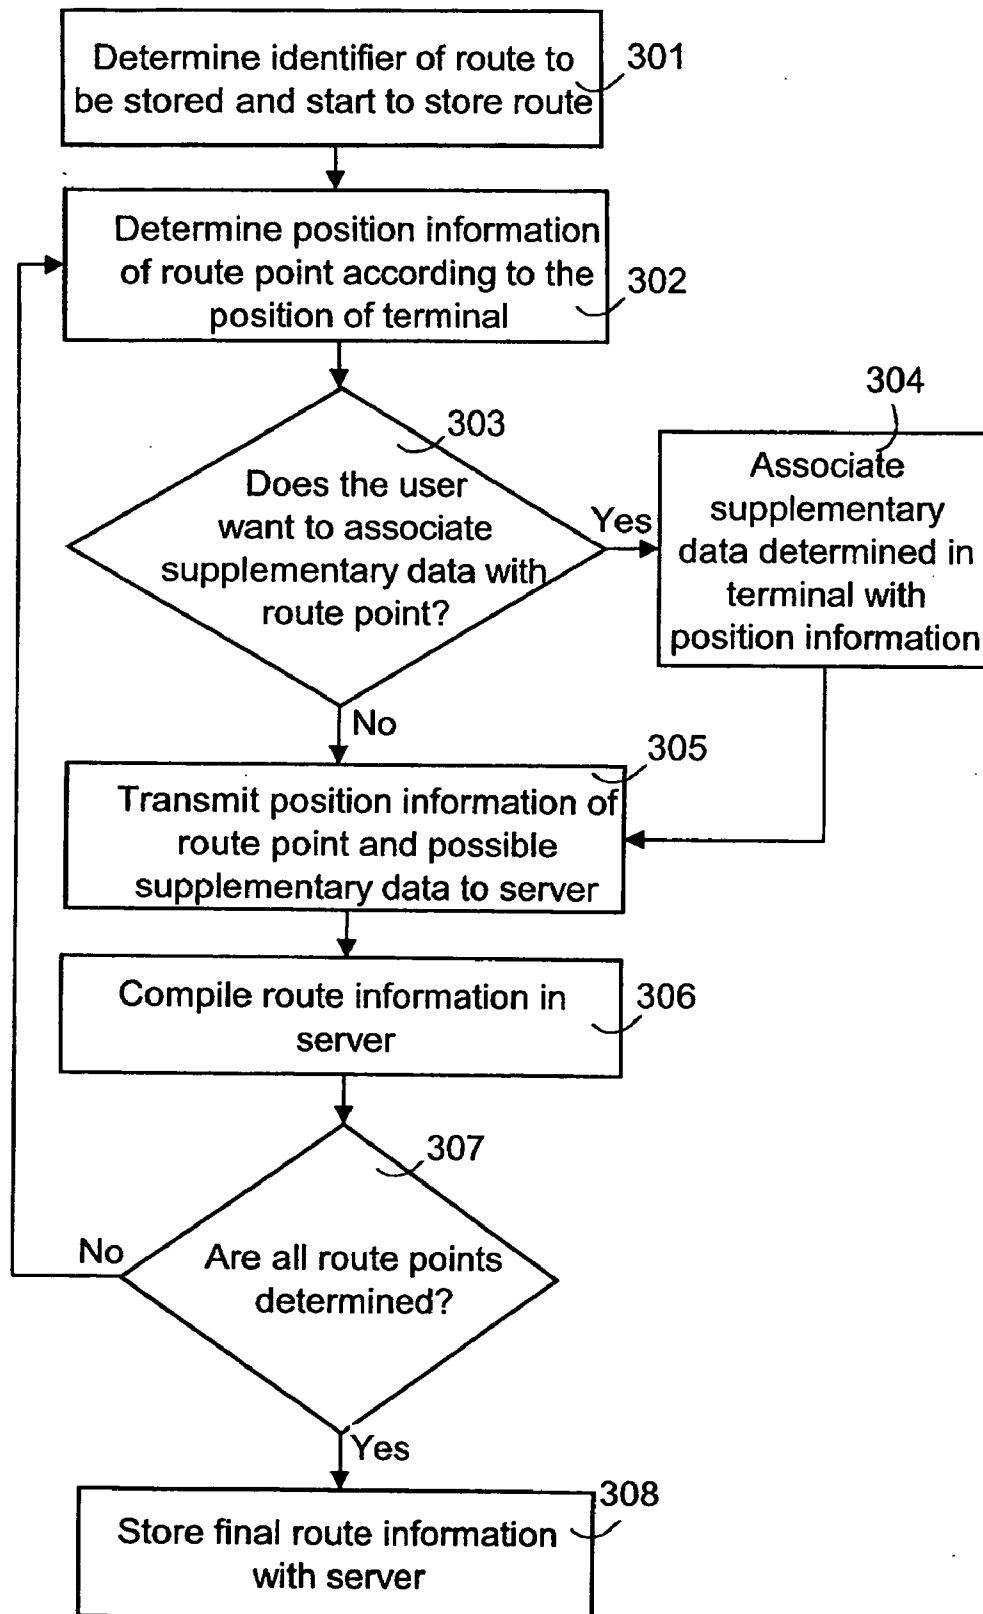 Determine identifier of route to
be stored and start to store route
301
Determine position information
of route point according to the
position of terminal
302
303
Does the user
want to associate
supplementary data with
route point?
Yes
304
Associate
supplementary
data determined in
terminal with
position information
No
305
Transmit position information of
route point and possible
supplementary data to server
Compile route information in
server
306
307
No
Are all route points
determined?
Yes
308
Store final route information
with server